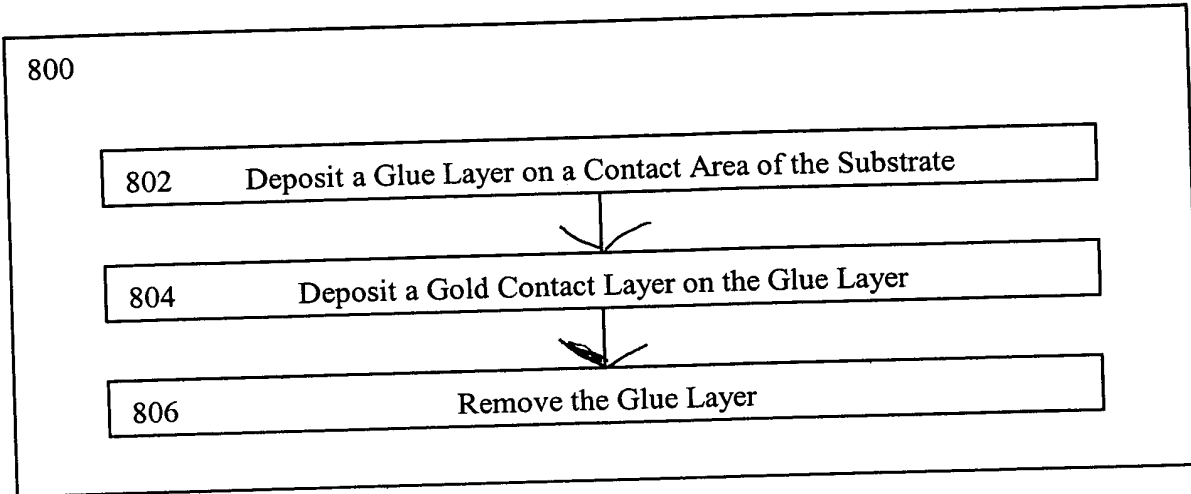 800
802 Deposit a Glue Layer on a Contact Area of the Substrate
804 Deposit a Gold Contact Layer on the Glue Layer
806 Remove the Glue Layer